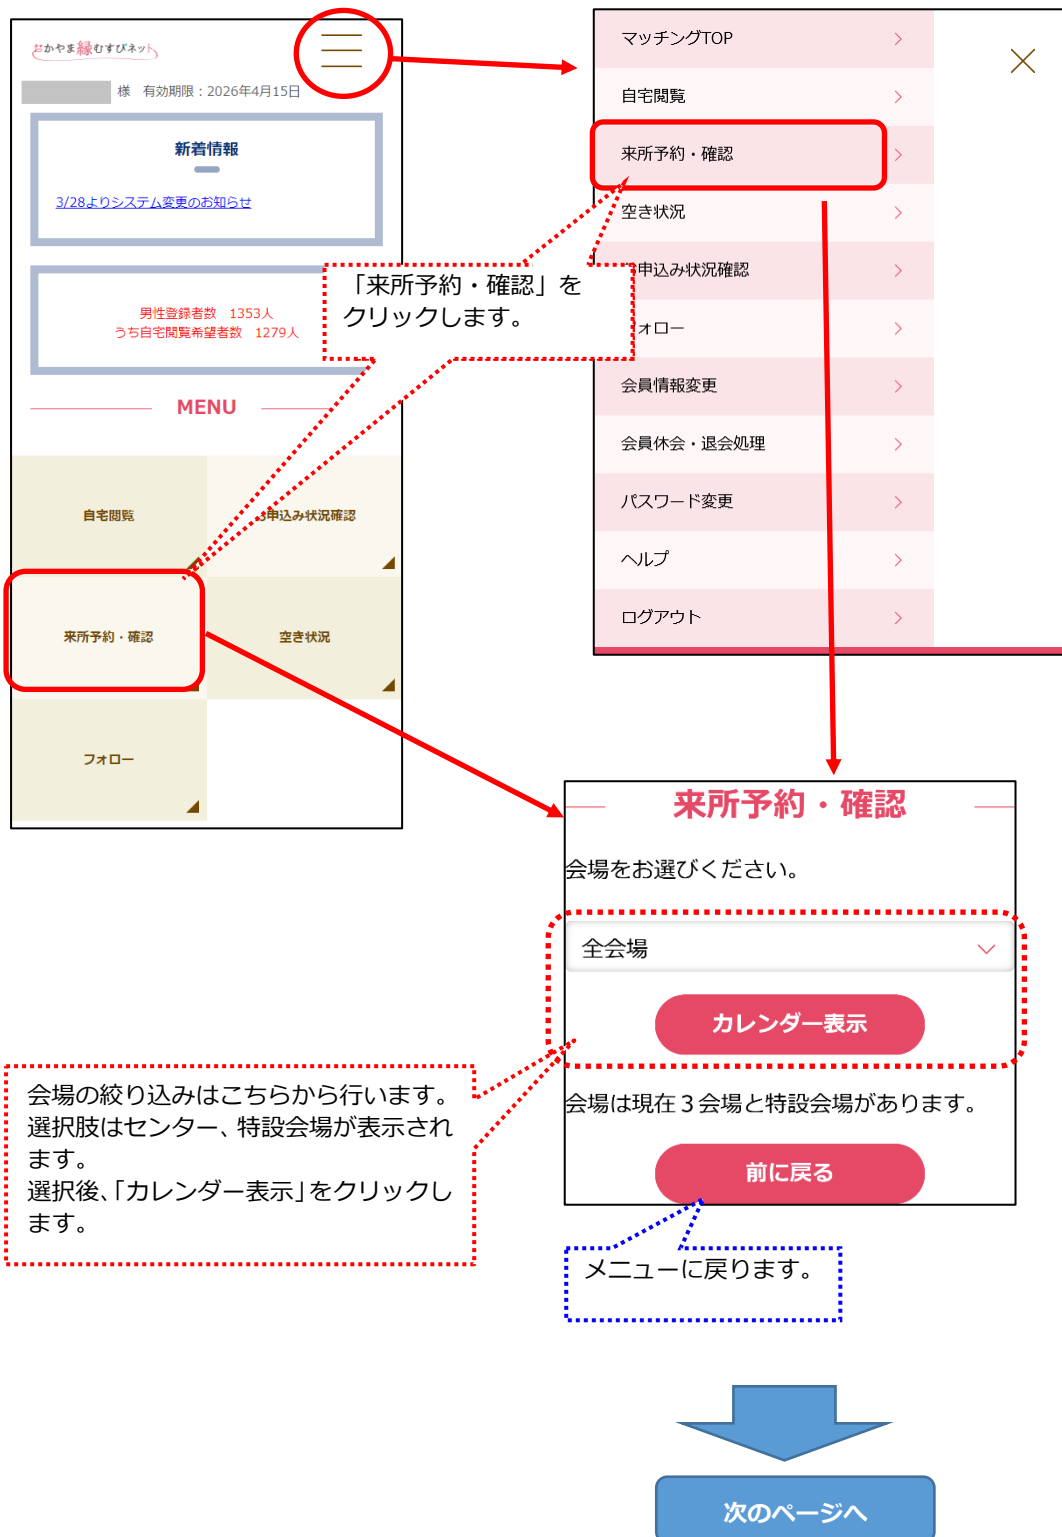 おかやま縁むすびネット
様 有効期限：2026年4月15日
新着情報
3/28よりシステム変更のお知らせ
男性登録者数 1353人
うち自宅閲覧希望者数 1279人
MENU
自宅閲覧
申込み状況確認
来所予約・確認
空き状況
フォロー
マッチングTOP
自宅閲覧
来所予約・確認
空き状況
申込み状況確認
ォロー
会員情報変更
会員休会・退会処理
パスワード変更
ヘルプ
ログアウト
「来所予約・確認」を
クリックします。
来所予約・確認
会場をお選びください。
全会場
カレンダー表示
会場は現在３会場と特設会場があります。
前に戻る
会場の絞り込みはこちらから行います。
選択肢はセンター、特設会場が表示され
ます。
選択後、「カレンダー表示」をクリックし
ます。
メニューに戻ります。
次のページへ